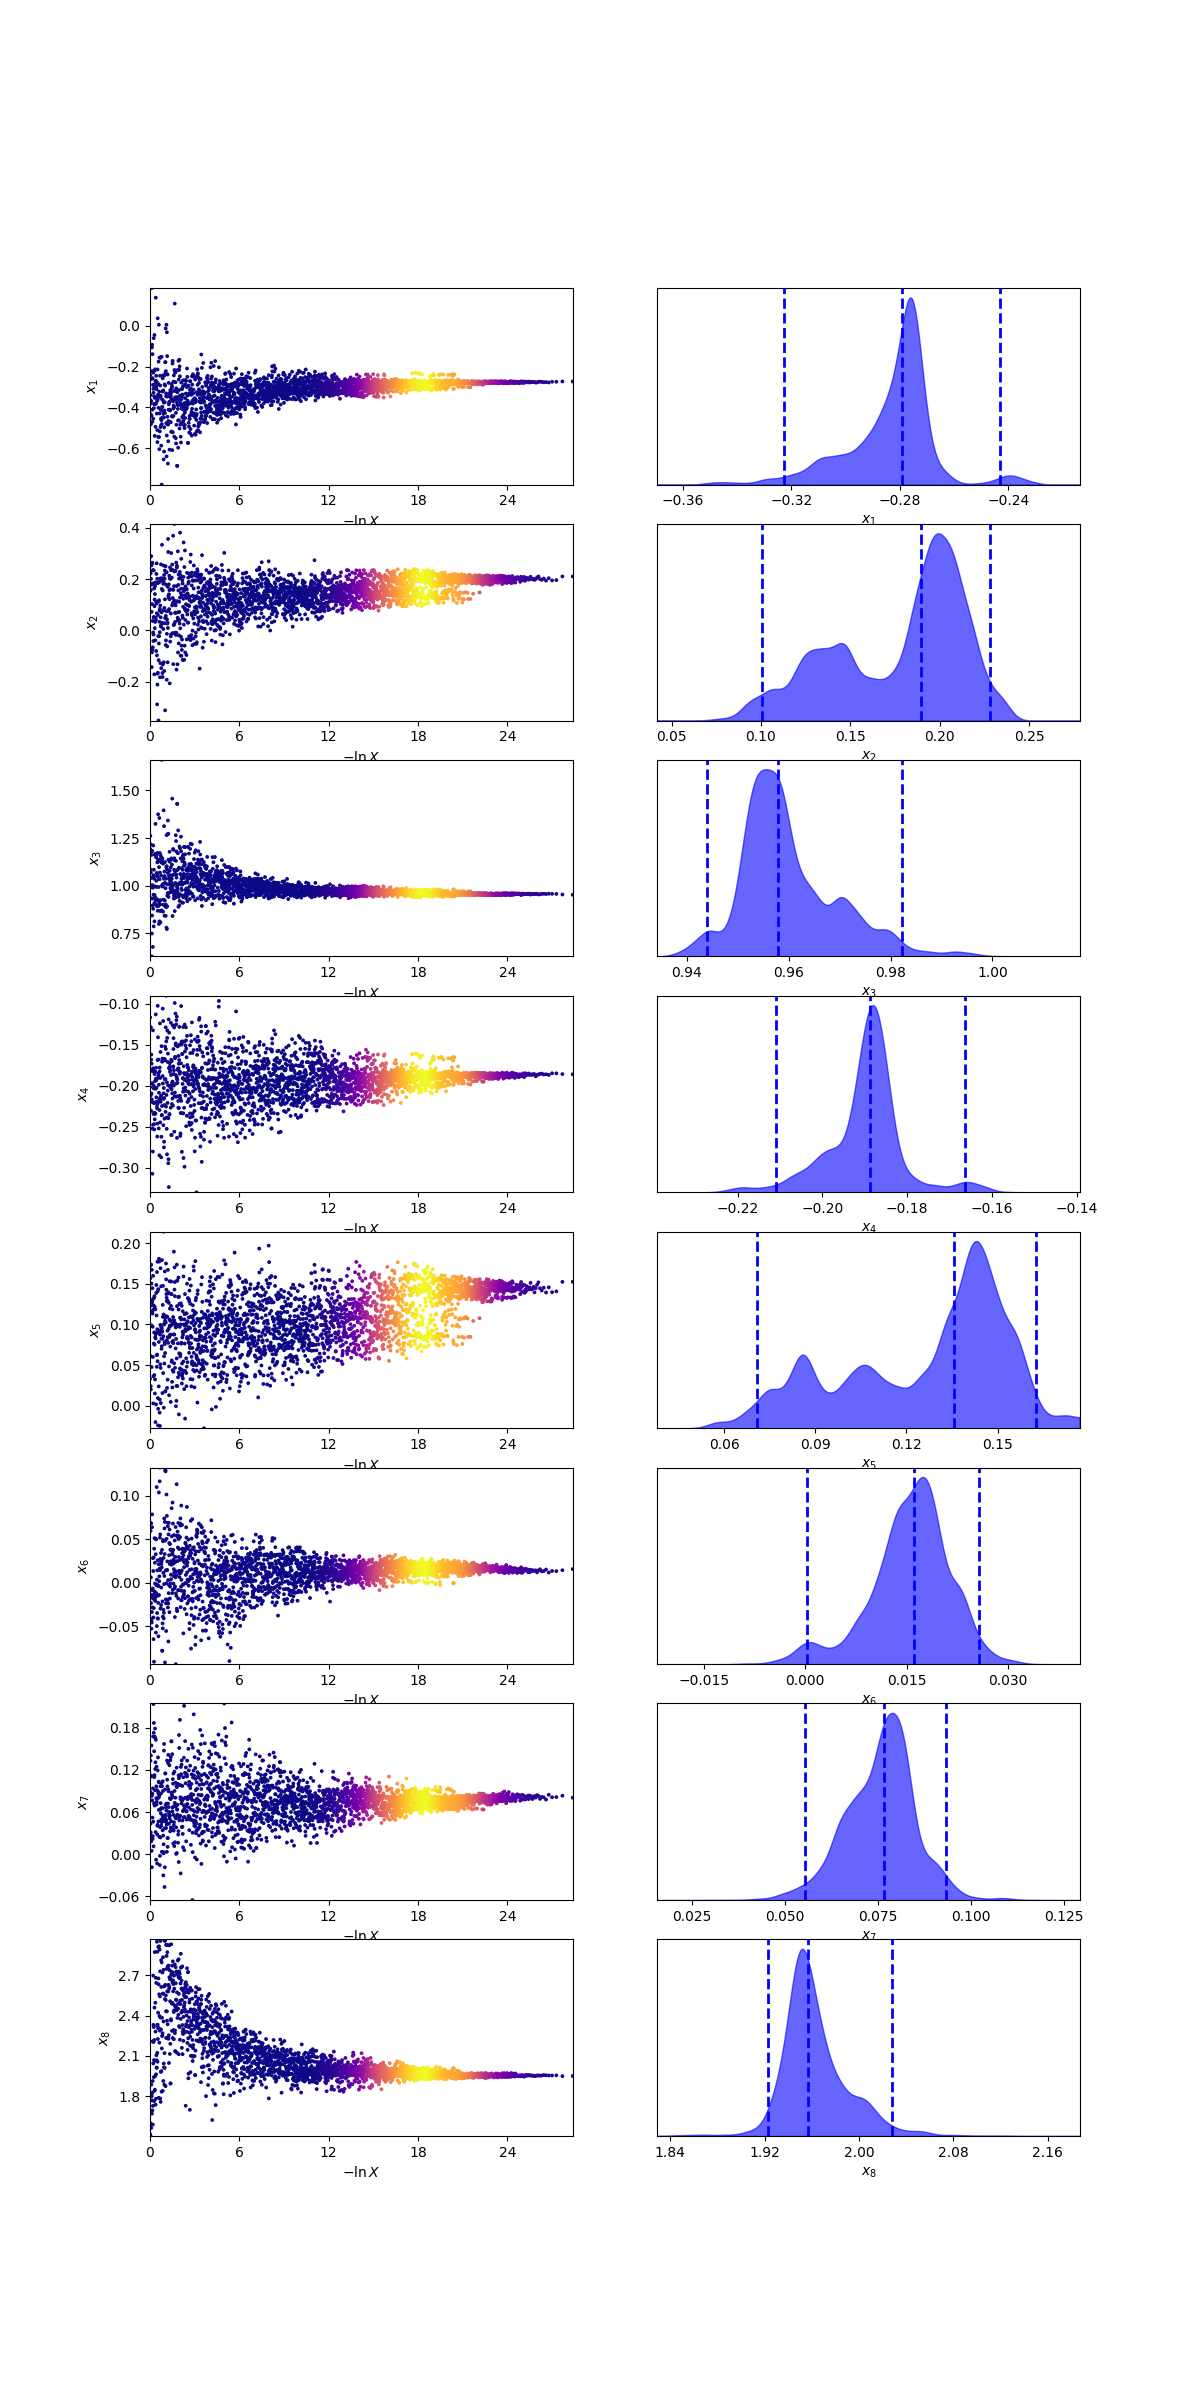 0.0
−0.2
−0.4
−0.6
x₁
0 6 12 18 24
−ln X
−0.36 −0.32 −0.28 −0.24
x₁
0.4
0.2
0.0
−0.2
x₂
0 6 12 18 24
−ln X
0.05 0.10 0.15 0.20 0.25
x₂
1.50
1.25
1.00
0.75
x₃
0 6 12 18 24
−ln X
0.94 0.96 0.98 1.00
x₃
−0.10
−0.15
−0.20
−0.25
−0.30
x₄
0 6 12 18 24
−ln X
−0.22 −0.20 −0.18 −0.16 −0.14
x₄
0.20
0.15
0.10
0.05
0.00
x₅
0 6 12 18 24
−ln X
0.06 0.09 0.12 0.15
x₅
0.10
0.05
0.00
−0.05
x₆
0 6 12 18 24
−ln X
−0.015 0.000 0.015 0.030
x₆
0.18
0.12
0.06
0.00
−0.06
x₇
0 6 12 18 24
−ln X
0.025 0.050 0.075 0.100 0.125
x₇
2.7
2.4
2.1
1.8
x₈
0 6 12 18 24
−ln X
1.84 1.92 2.00 2.08 2.16
x₈